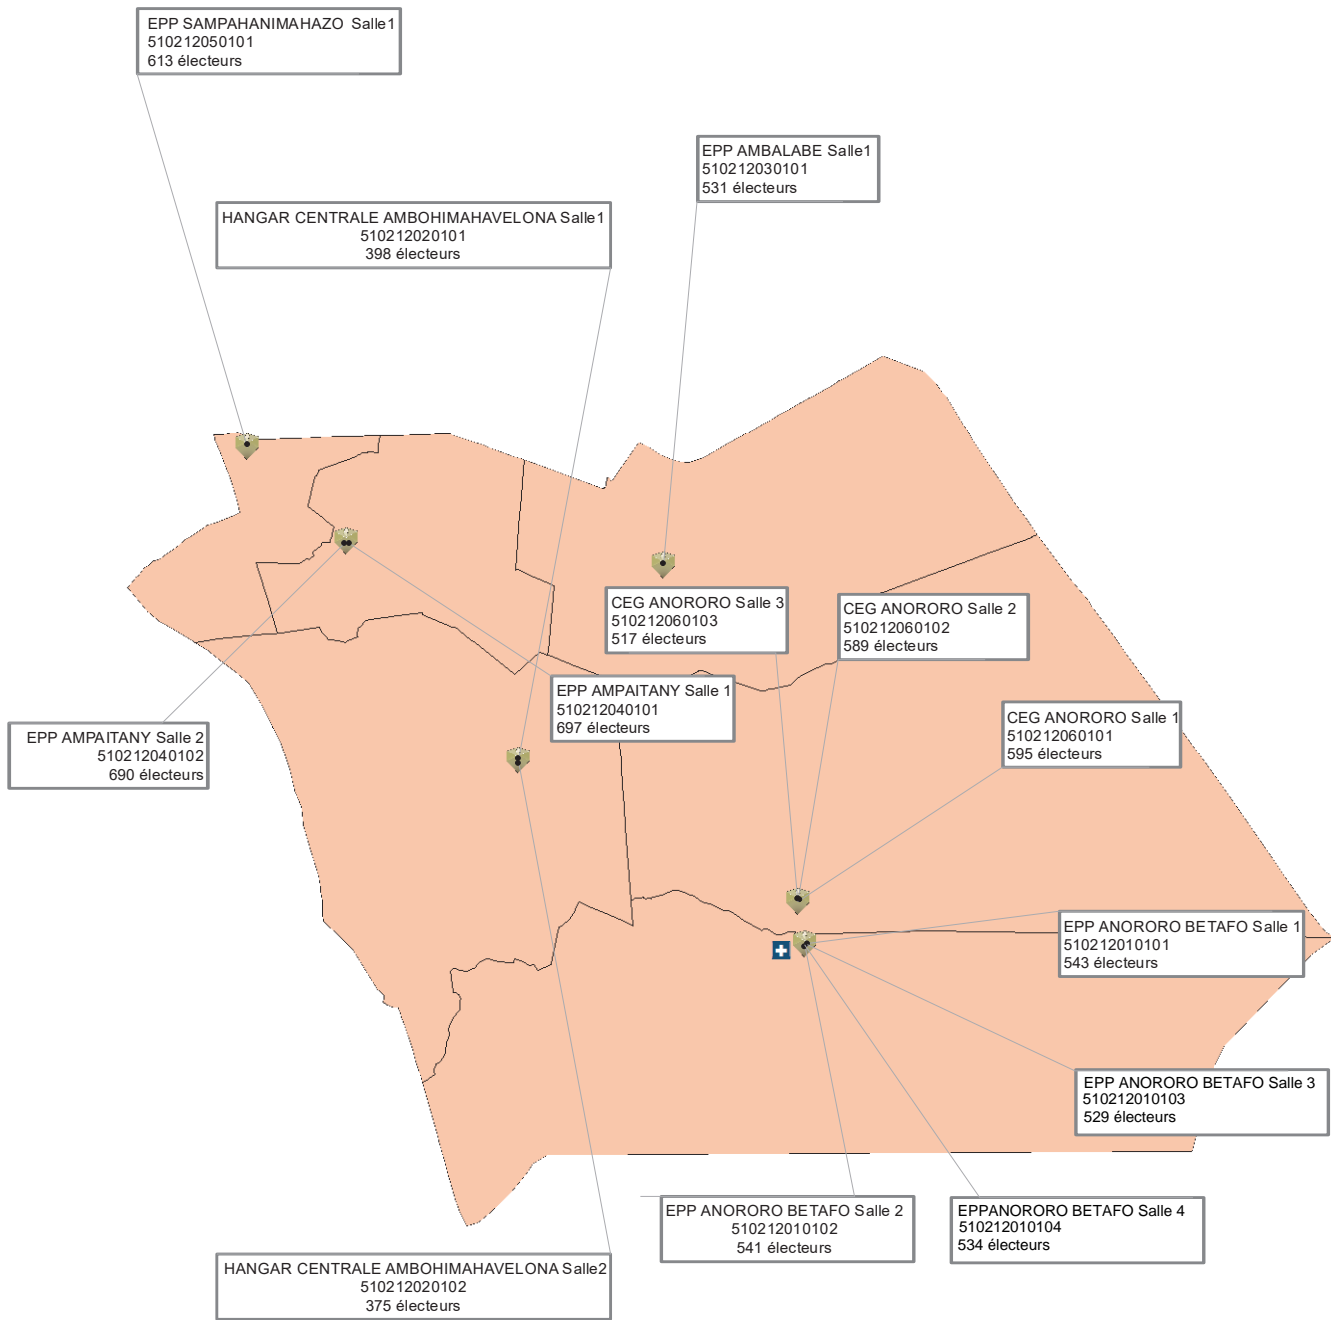 EPP SAMPAHANIMAHAZO Salle1
510212050101
613 électeurs
EPP AMBALABE Salle1
510212030101
531 électeurs
HANGAR CENTRALE AMBOHIMAHAVELONA Salle1
510212020101
398 électeurs
CEG ANORORO Salle 3
510212060103
517 électeurs
CEG ANORORO Salle 2
510212060102
589 électeurs
EPP AMPAITANY Salle 1
510212040101
697 électeurs
CEG ANORORO Salle 1
510212060101
595 électeurs
EPP AMPAITANY Salle 2
510212040102
690 électeurs
EPP ANORORO BETAFO Salle 1
510212010101
543 électeurs
EPP ANORORO BETAFO Salle 3
510212010103
529 électeurs
EPP ANORORO BETAFO Salle 2
510212010102
541 électeurs
EPPANORORO BETAFO Salle 4
510212010104
534 électeurs
HANGAR CENTRALE AMBOHIMAHAVELONA Salle2
510212020102
375 électeurs